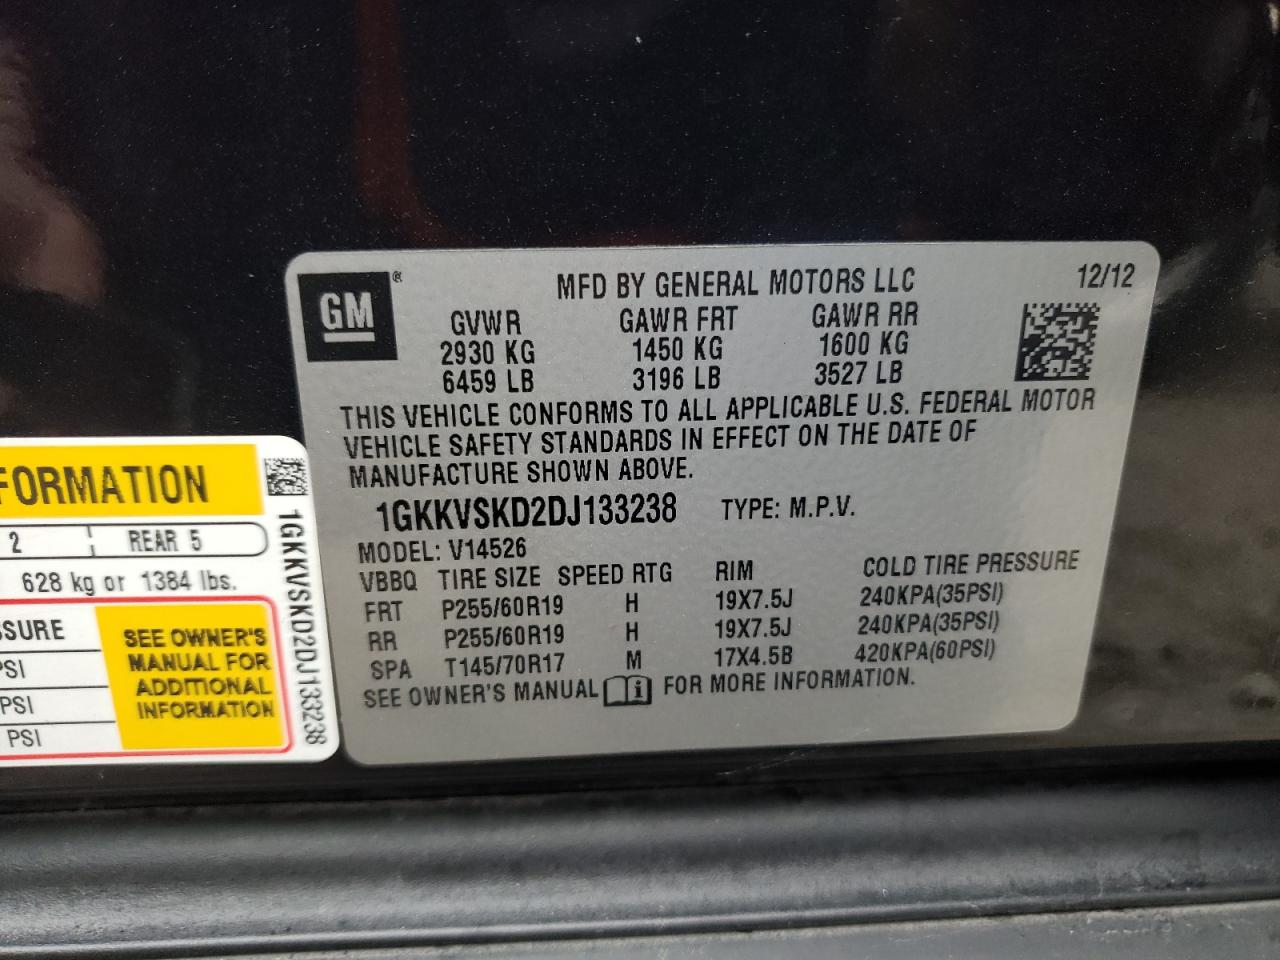 GM ®
MFD BY GENERAL MOTORS LLC 12/12
GVWR GAWR FRT GAWR RR
2930 KG 1450 KG 1600 KG
6459 LB 3196 LB 3527 LB
THIS VEHICLE CONFORMS TO ALL APPLICABLE U.S. FEDERAL MOTOR
VEHICLE SAFETY STANDARDS IN EFFECT ON THE DATE OF
MANUFACTURE SHOWN ABOVE.
1GKKVSKD2DJ133238 TYPE: M.P.V.
MODEL: V14526
VBBQ TIRE SIZE SPEED RTG RIM COLD TIRE PRESSURE
FRT P255/60R19 H 19X7.5J 240KPA(35PSI)
RR P255/60R19 H 19X7.5J 240KPA(35PSI)
SPA T145/70R17 M 17X4.5B 420KPA(60PSI)
SEE OWNER'S MANUAL i FOR MORE INFORMATION.
FORMATION
2 REAR 5
628 kg or 1384 lbs.
SSURE
PSI
PSI
PSI
SEE OWNER'S
MANUAL FOR
ADDITIONAL
INFORMATION
1GKKVSKD2DJ133238